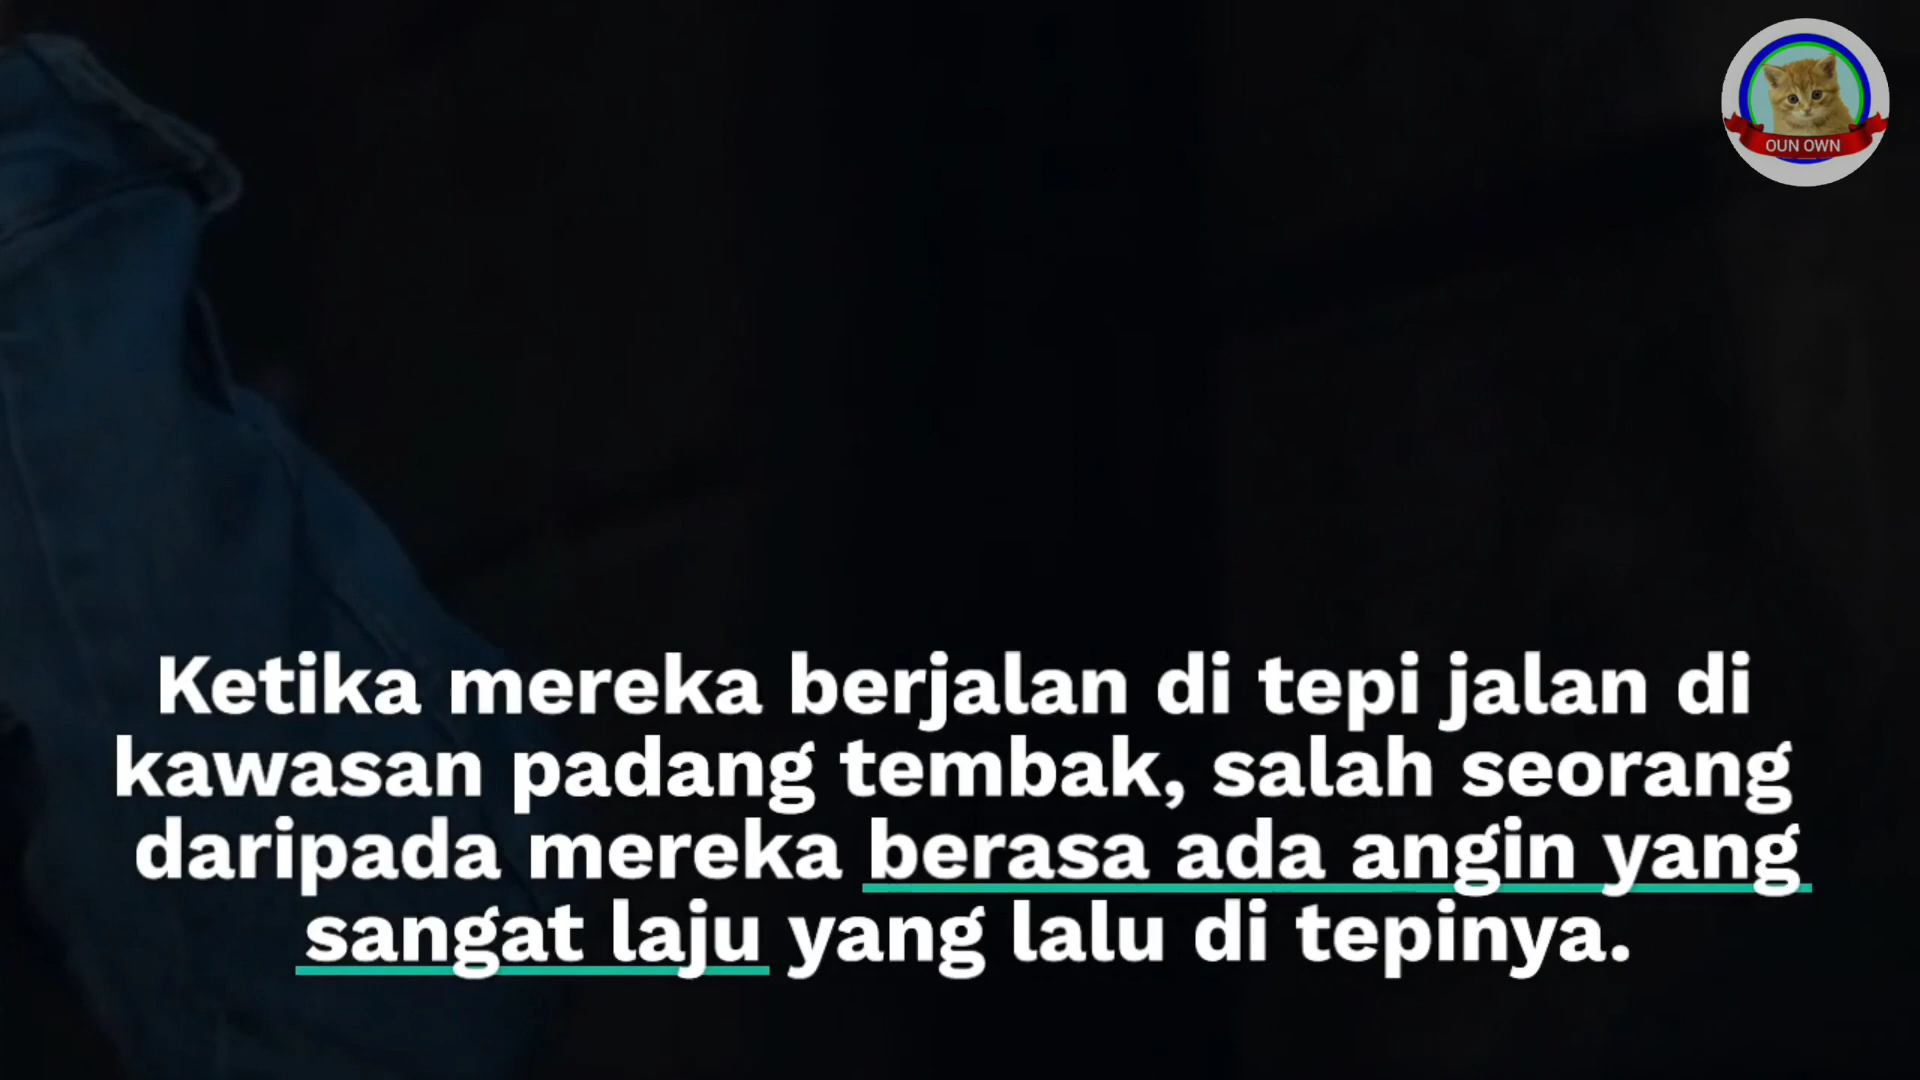 OUN OWN
Ketika mereka berjalan di tepi jalan di
kawasan padang tembak, salah seorang
daripada mereka berasa ada angin yang
sangat laju yang lalu di tepinya.